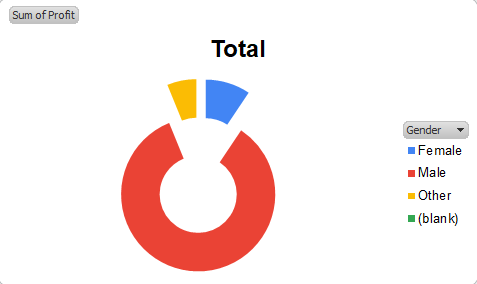 Sum of Profit
Total
Gender
Female
Male
Other
(blank)